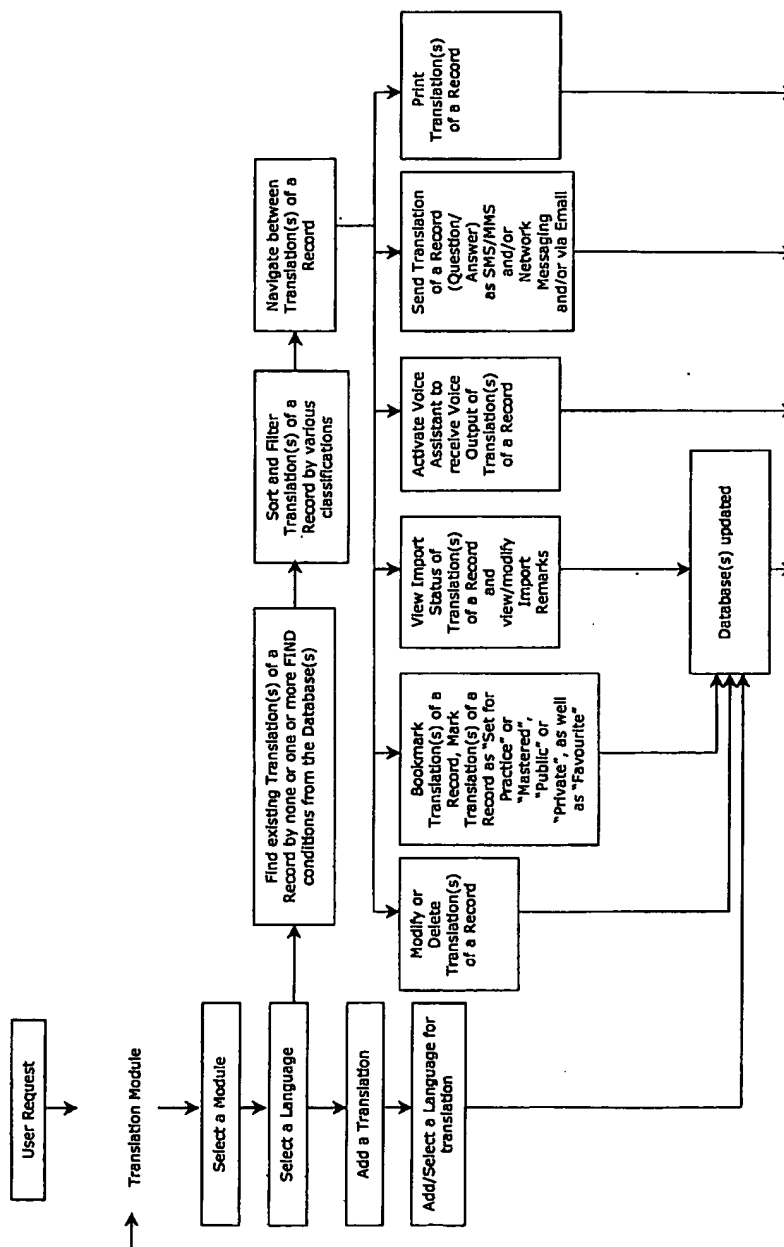 User Request
Translation Module
Select a Module
Select a Language
Add a Translation
Add/Select a Language for
translation
Find existing Translation(s) of a
Record by none or one or more FIND
conditions from the Database(s)
Sort and Filter
Translation(s) of a
Record by various
classifications
Navigate between
Translation(s) of a
Record
Modify or
Delete
Translation(s)
of a Record
Bookmark
Translation(s) of a
Record, Mark
Translation(s) of a
Record as "Set for
Practice" or
"Mastered",
"Public" or
"Private", as well
as "Favourite"
View Import
Status of
Translation(s)
of a Record
and
view/modify
Import
Remarks
Activate Voice
Assistant to
receive Voice
Output of
Translation(s)
of a Record
Send Translation
of a Record
(Question/
Answer)
as SMS/MMS
and/or
Network
Messaging
and/or via Email
Print
Translation(s)
of a Record
Database(s) updated